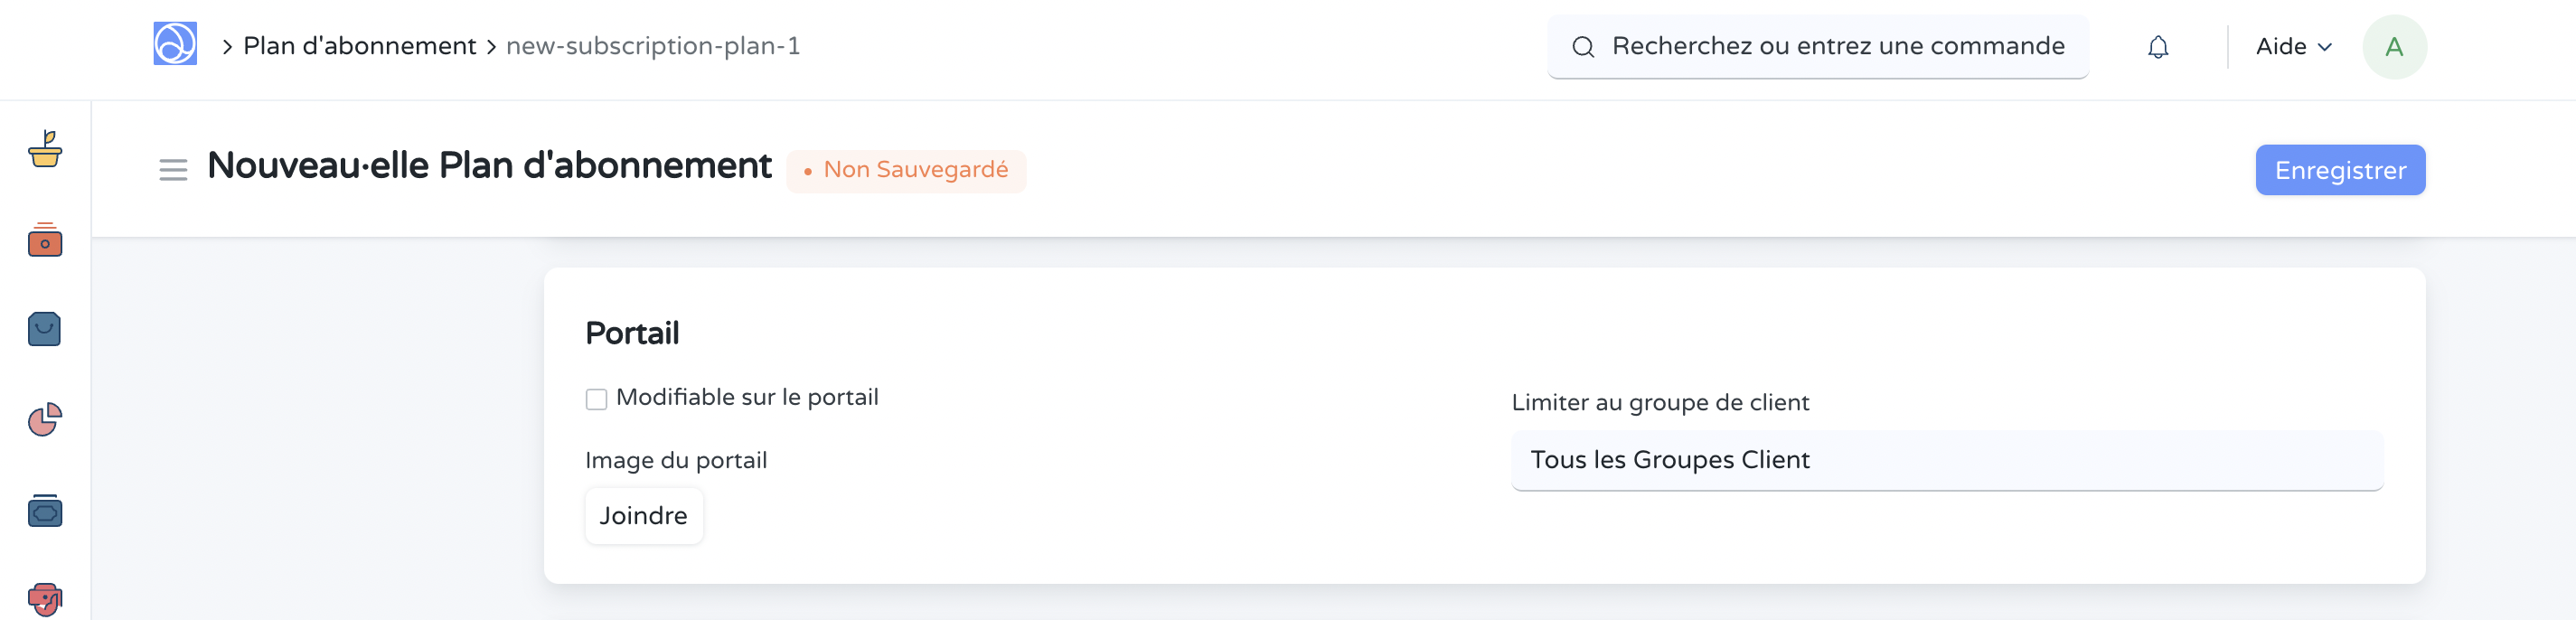 Plan d'abonnement new-subscription-plan-1
Recherchez ou entrez une commande
Aide
A
Nouveau·elle Plan d'abonnement
Non Sauvegardé
Enregistrer
Portail
Modifiable sur le portail
Image du portail
Joindre
Limiter au groupe de client
Tous les Groupes Client